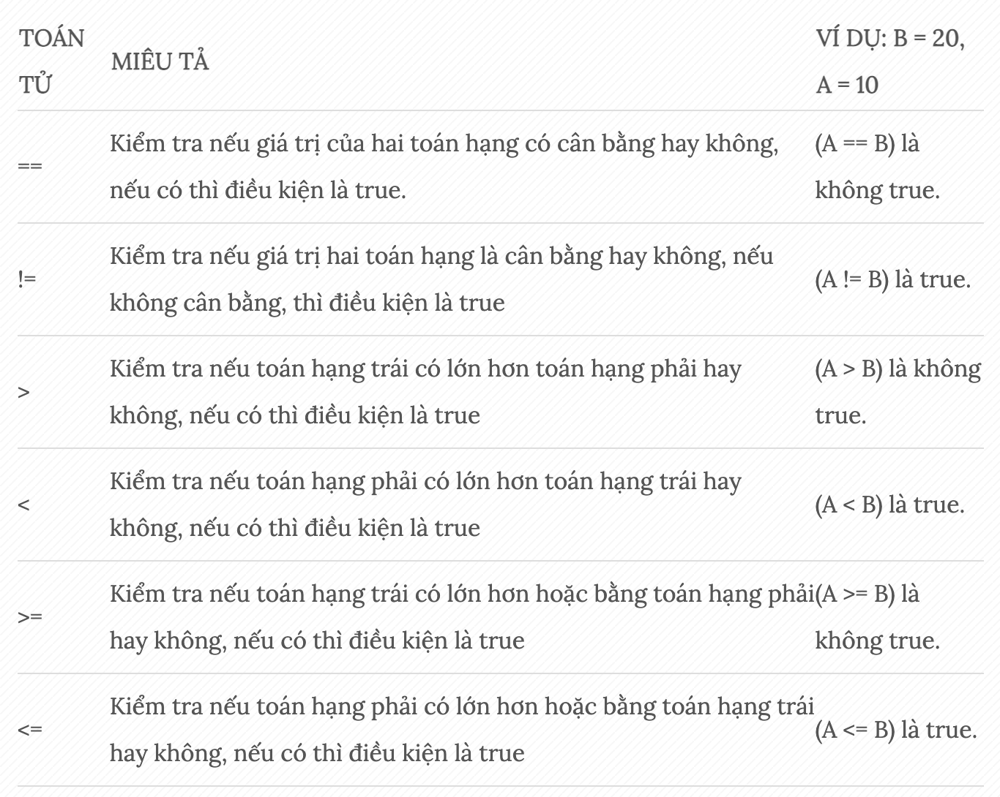 TOÁN
TỬ
MIÊU TẢ
VÍ DỤ: B = 20,
A = 10
==
Kiểm tra nếu giá trị của hai toán hạng có cân bằng hay không,
nếu có thì điều kiện là true.
(A == B) là
không true.
!=
Kiểm tra nếu giá trị hai toán hạng là cân bằng hay không, nếu
không cân bằng, thì điều kiện là true
(A != B) là true.
>
Kiểm tra nếu toán hạng trái có lớn hơn toán hạng phải hay
không, nếu có thì điều kiện là true
(A > B) là không
true.
<
Kiểm tra nếu toán hạng phải có lớn hơn toán hạng trái hay
không, nếu có thì điều kiện là true
(A < B) là true.
>=
Kiểm tra nếu toán hạng trái có lớn hơn hoặc bằng toán hạng phải
hay không, nếu có thì điều kiện là true
(A >= B) là
không true.
<=
Kiểm tra nếu toán hạng phải có lớn hơn hoặc bằng toán hạng trái
hay không, nếu có thì điều kiện là true
(A <= B) là true.